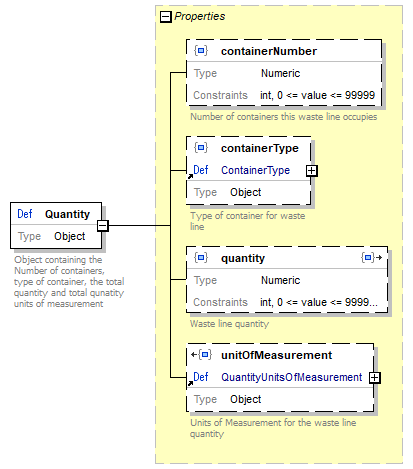 Properties
containerNumber
Type Numeric
Constraints int, 0 <= value <= 99999
Number of containers this waste line occupies
containerType
Def ContainerType
Type Object
Type of container for waste
line
Def Quantity
Type Object
Object containing the
Number of containers,
type of container, the total
quantity and total qunatity
units of measurement
quantity
Type Numeric
Constraints int, 0 <= value <= 9999...
Waste line quantity
unitOfMeasurement
Def QuantityUnitsOfMeasurement
Type Object
Units of Measurement for the waste line
quantity